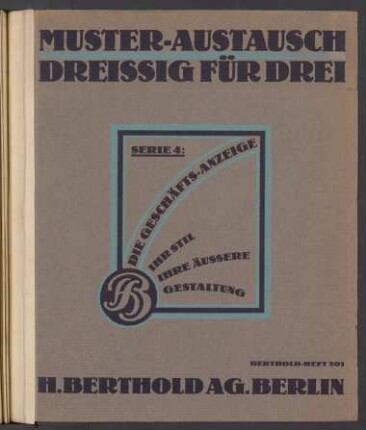 MUSTER-AUSTAUSCH
DREISSIG FÜR DREI
SERIE 4:
DIE GESCHÄFTS-ANZEIGE
IHR STIL
IHRE ÄUSSERE
GESTALTUNG
BERTHOLD-HEFT 201
H. BERTHOLD AG. BERLIN